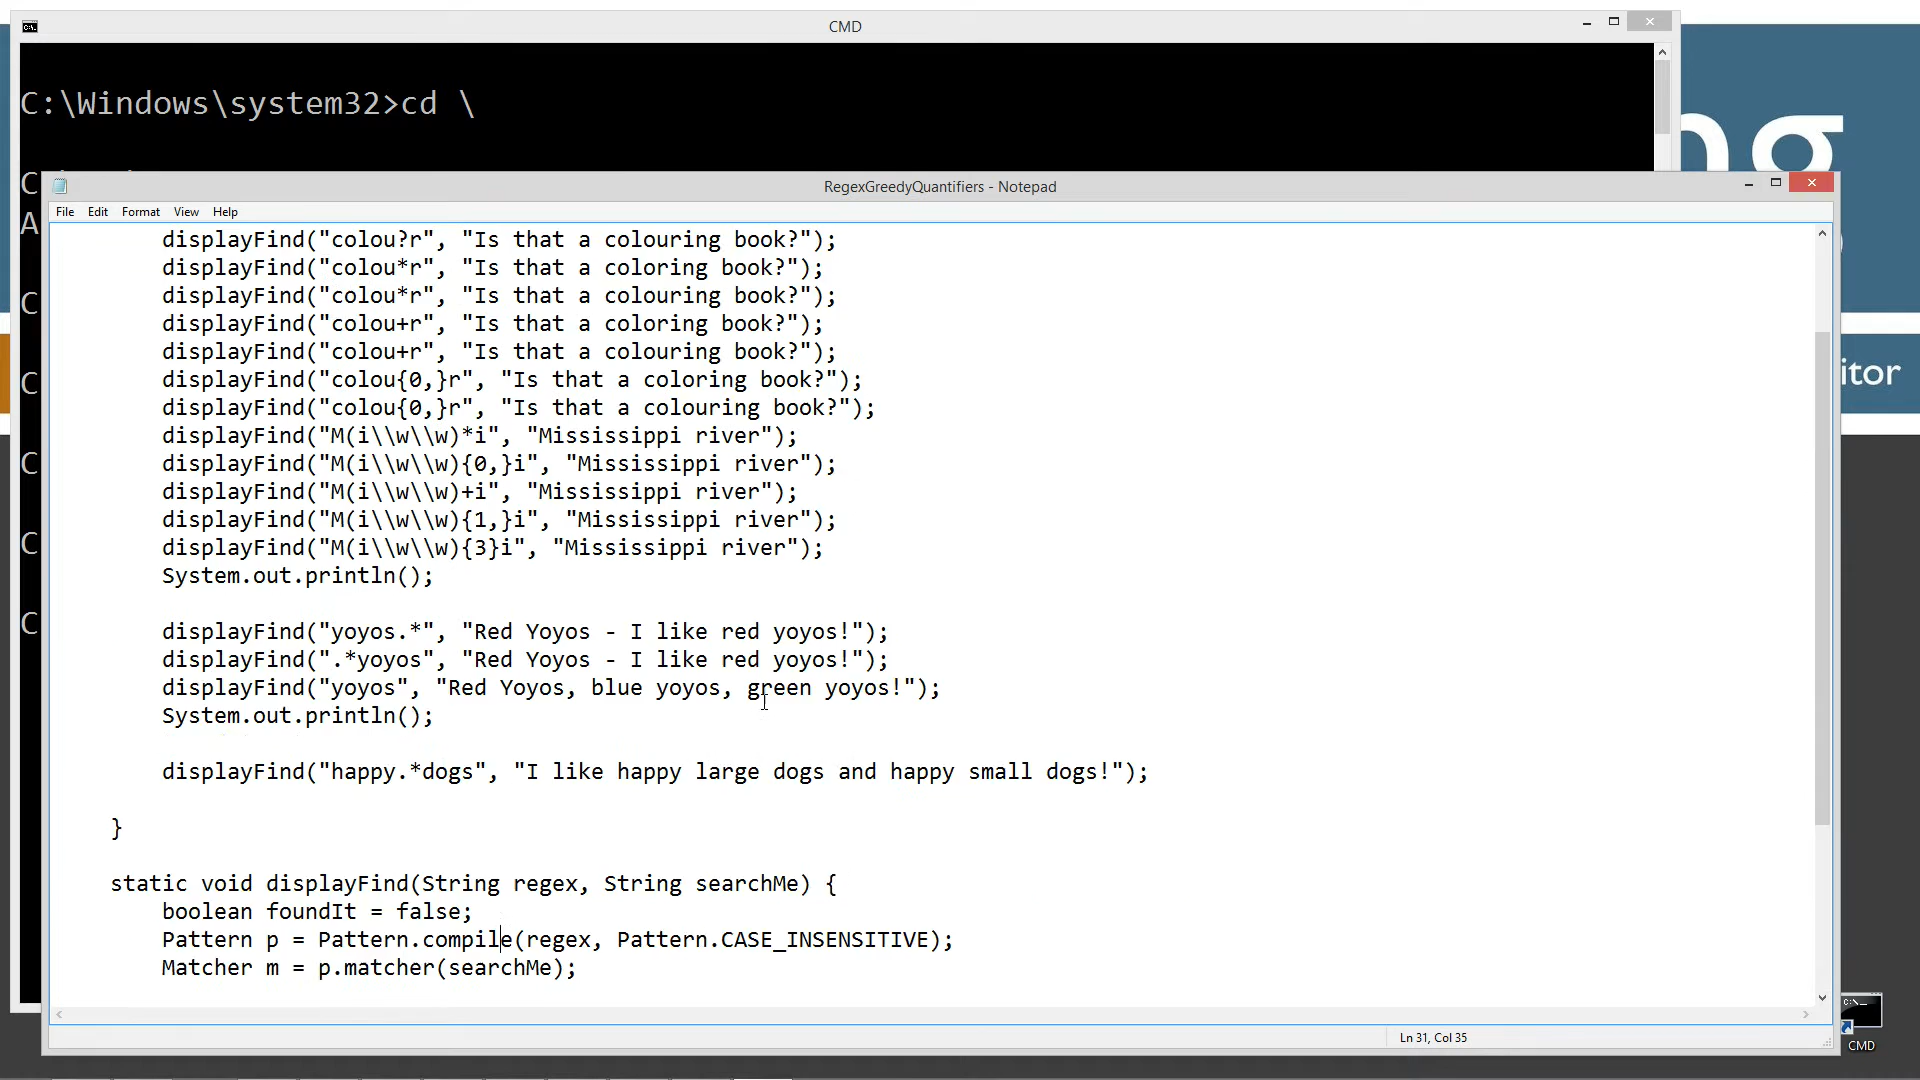 CMD
C:\Windows\system32>cd \
ng
C
RegexGreedyQuantifiers - Notepad
A
File Edit Format View Help
displayFind("colou?r", "Is that a colouring book?");
displayFind("colou*r", "Is that a coloring book?");
displayFind("colou*r", "Is that a colouring book?");
C
displayFind("colou+r", "Is that a coloring book?");
displayFind("colou+r", "Is that a colouring book?");
itor
C
displayFind("colou{0,}r", "Is that a coloring book?");
displayFind("colou{0,}r", "Is that a colouring book?");
displayFind("M(i\\w\\w)*i", "Mississippi river");
C
displayFind("M(i\\w\\w){0,}i", "Mississippi river");
displayFind("M(i\\w\\w)+i", "Mississippi river");
displayFind("M(i\\w\\w){1,}i", "Mississippi river");
C
displayFind("M(i\\w\\w){3}i", "Mississippi river");
System.out.println();
C
displayFind("yoyos.*", "Red Yoyos - I like red yoyos!");
displayFind(".*yoyos", "Red Yoyos - I like red yoyos!");
displayFind("yoyos", "Red Yoyos, blue yoyos, green yoyos!");
System.out.println();
displayFind("happy.*dogs", "I like happy large dogs and happy small dogs!");
}
static void displayFind(String regex, String searchMe) {
boolean foundIt = false;
Pattern p = Pattern.compile(regex, Pattern.CASE_INSENSITIVE);
Matcher m = p.matcher(searchMe);
Ln 31, Col 35
CMD